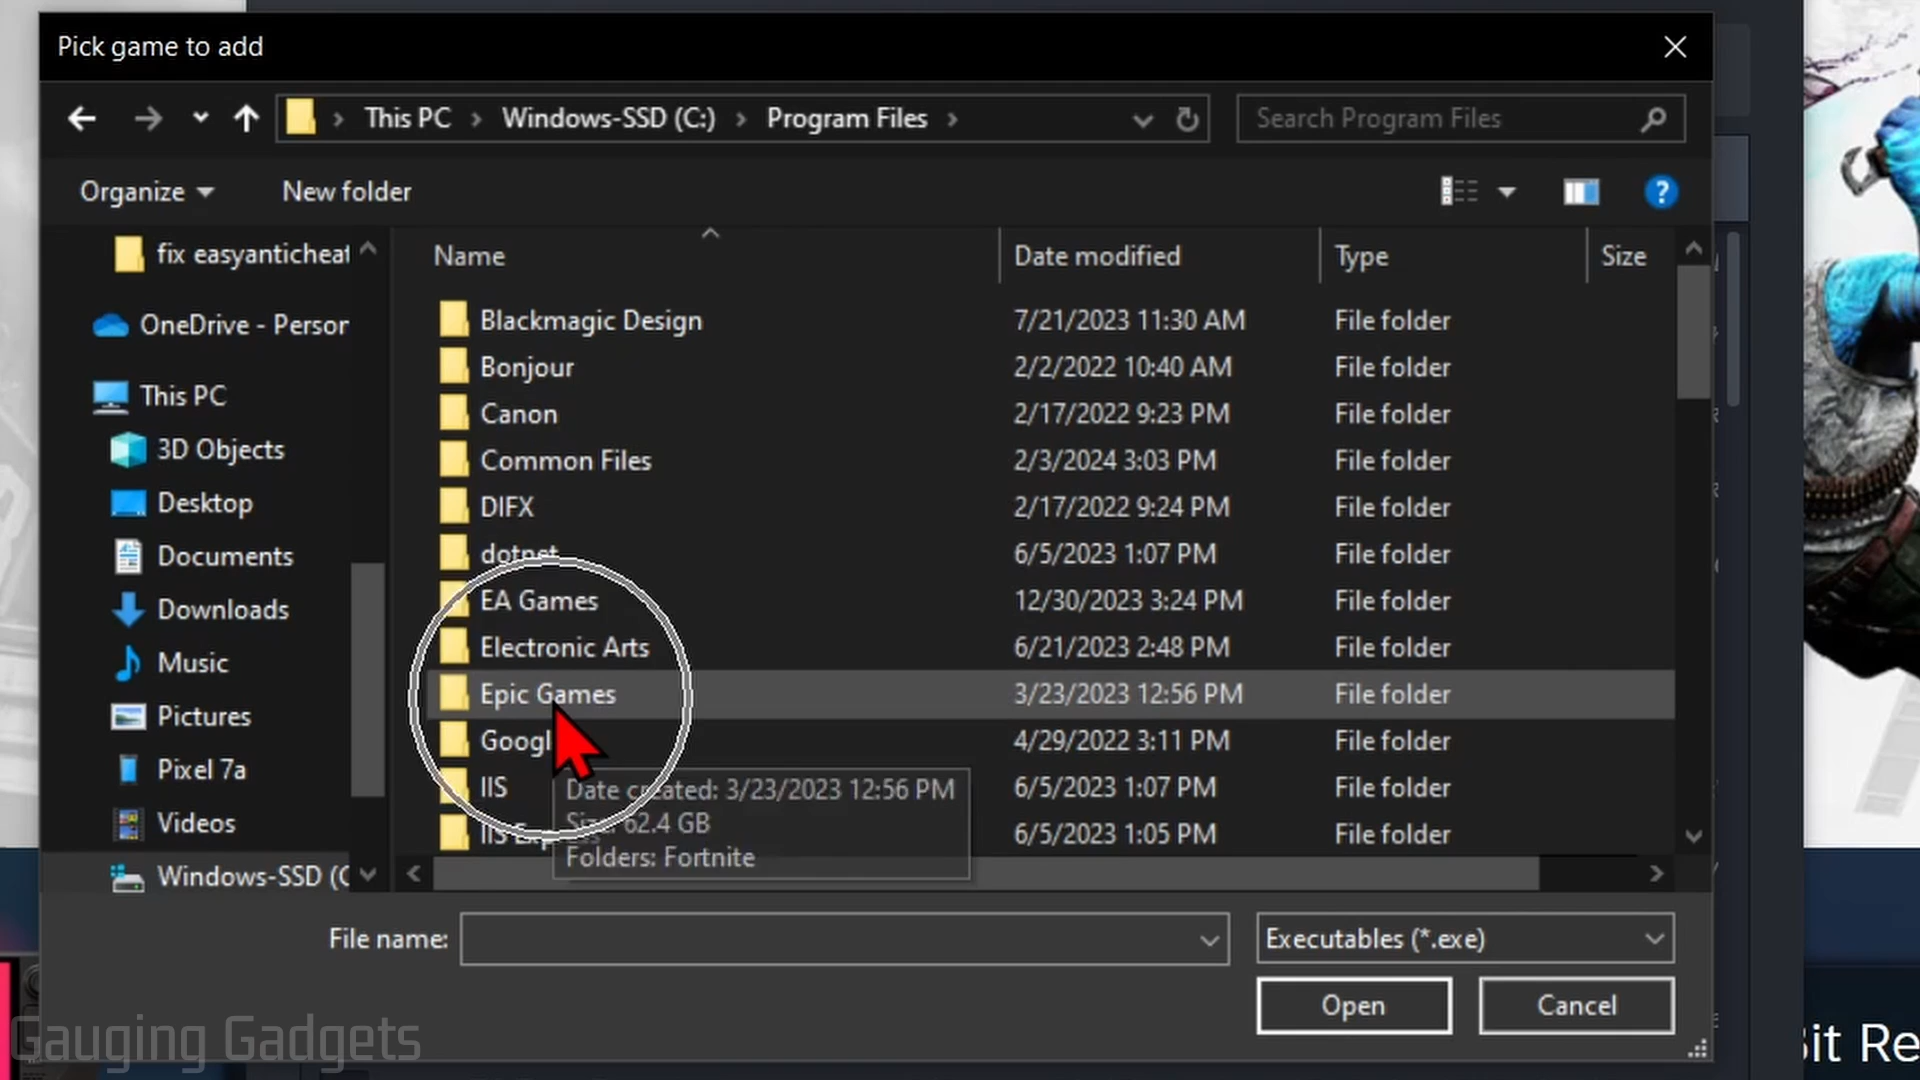 Pick game to add
This PC Windows-SSD (C:) Program Files
Search Program Files
Organize New folder
Name Date modified Type Size
fix easyanticheat
OneDrive - Person
This PC
3D Objects
Desktop
Documents
Downloads
Music
Pictures
Pixel 7a
Videos
Windows-SSD (C
Blackmagic Design 7/21/2023 11:30 AM File folder
Bonjour 2/2/2022 10:40 AM File folder
Canon 2/17/2022 9:23 PM File folder
Common Files 2/3/2024 3:03 PM File folder
DIFX 2/17/2022 9:24 PM File folder
dotnet 6/5/2023 1:07 PM File folder
EA Games 12/30/2023 3:24 PM File folder
Electronic Arts 6/21/2023 2:48 PM File folder
Epic Games 3/23/2023 12:56 PM File folder
Googl 4/29/2022 3:11 PM File folder
IIS 6/5/2023 1:07 PM File folder
IIS Express 6/5/2023 1:05 PM File folder
Date created: 3/23/2023 12:56 PM
Size: 62.4 GB
Folders: Fortnite
File name: Executables (*.exe)
Open Cancel
Gauging Gadgets
Bit Re